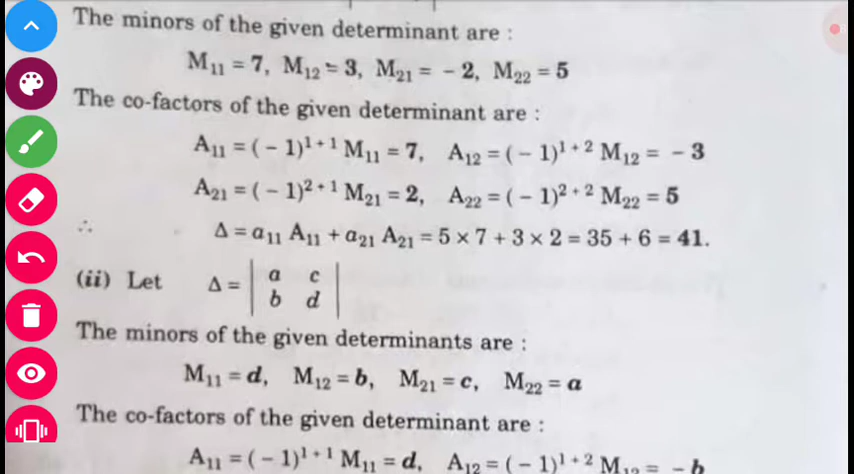 The minors of the given determinant are :
M₁₁ = 7, M₁₂ = 3, M₂₁ = − 2, M₂₂ = 5
The co-factors of the given determinant are :
A₁₁ = (− 1)¹⁺¹ M₁₁ = 7, A₁₂ = (− 1)¹⁺² M₁₂ = − 3
A₂₁ = (− 1)²⁺¹ M₂₁ = 2, A₂₂ = (− 1)²⁺² M₂₂ = 5
∴ Δ = a₁₁ A₁₁ + a₂₁ A₂₁ = 5 × 7 + 3 × 2 = 35 + 6 = 41.
(ii) Let Δ = | a c |
| b d |
The minors of the given determinants are :
M₁₁ = d, M₁₂ = b, M₂₁ = c, M₂₂ = a
The co-factors of the given determinant are :
A₁₁ = (− 1)¹⁺¹ M₁₁ = d, A₁₂ = (− 1)¹⁺² M₁₂ = − b